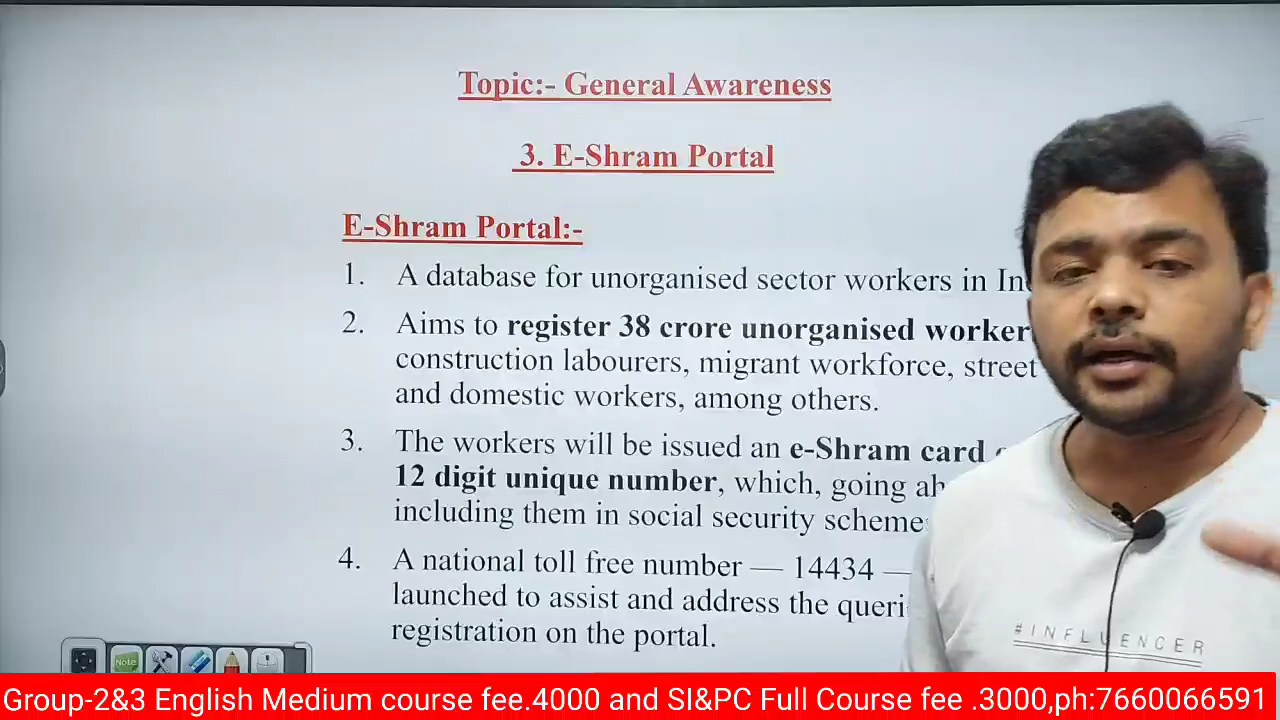 Topic:- General Awareness
3. E-Shram Portal
E-Shram Portal:-
1. A database for unorganised sector workers in
2. Aims to register 38 crore unorganised worker
construction labourers, migrant workforce, street
and domestic workers, among others.
3. The workers will be issued an e-Shram card
12 digit unique number, which, going
including them in social security scheme
4. A national toll free number — 14434 —
launched to assist and address the
registration on the portal.
Note
#INFLUENCER
Group-2&3 English Medium course fee.4000 and SI&PC Full Course fee .3000,ph:7660066591